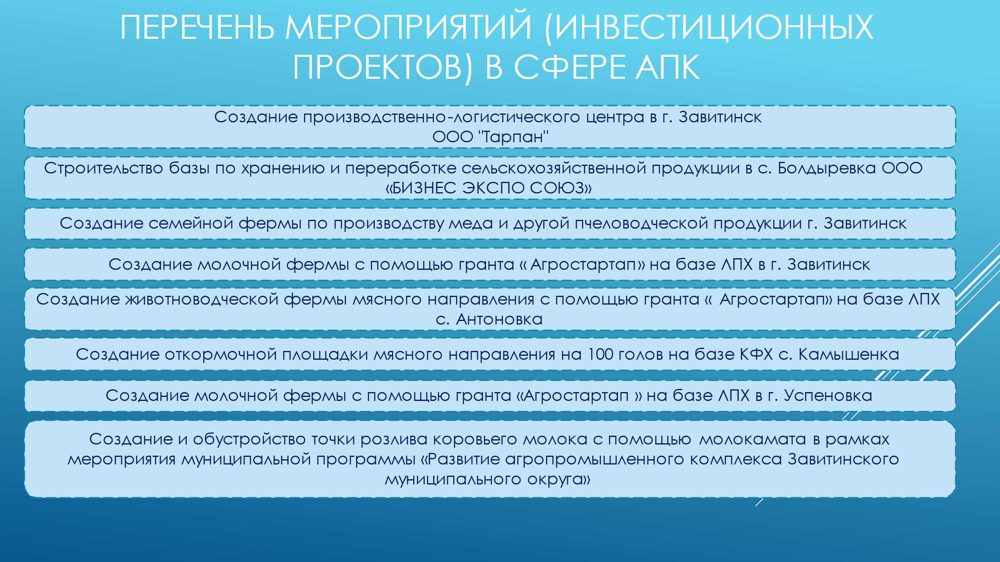 ПЕРЕЧЕНЬ МЕРОПРИЯТИЙ (ИНВЕСТИЦИОННЫХ
ПРОЕКТОВ) В СФЕРЕ АПК
Создание производственно-логистического центра в г. Завитинск
ООО "Тарпан"
Строительство базы по хранению и переработке сельскохозяйственной продукции в с. Болдыревка ООО
«БИЗНЕС ЭКСПО СОЮЗ»
Создание семейной фермы по производству меда и другой пчеловодческой продукции г. Завитинск
Создание молочной фермы с помощью гранта « Агростартап» на базе ЛПХ в г. Завитинск
Создание животноводческой фермы мясного направления с помощью гранта « Агростартап» на базе ЛПХ
с. Антоновка
Создание откормочной площадки мясного направления на 100 голов на базе КФХ с. Камышенка
Создание молочной фермы с помощью гранта «Агростартап » на базе ЛПХ в г. Успеновка
Создание и обустройство точки розлива коровьего молока с помощью молокамата в рамках
мероприятия муниципальной программы «Развитие агропромышленного комплекса Завитинского
муниципального округа»